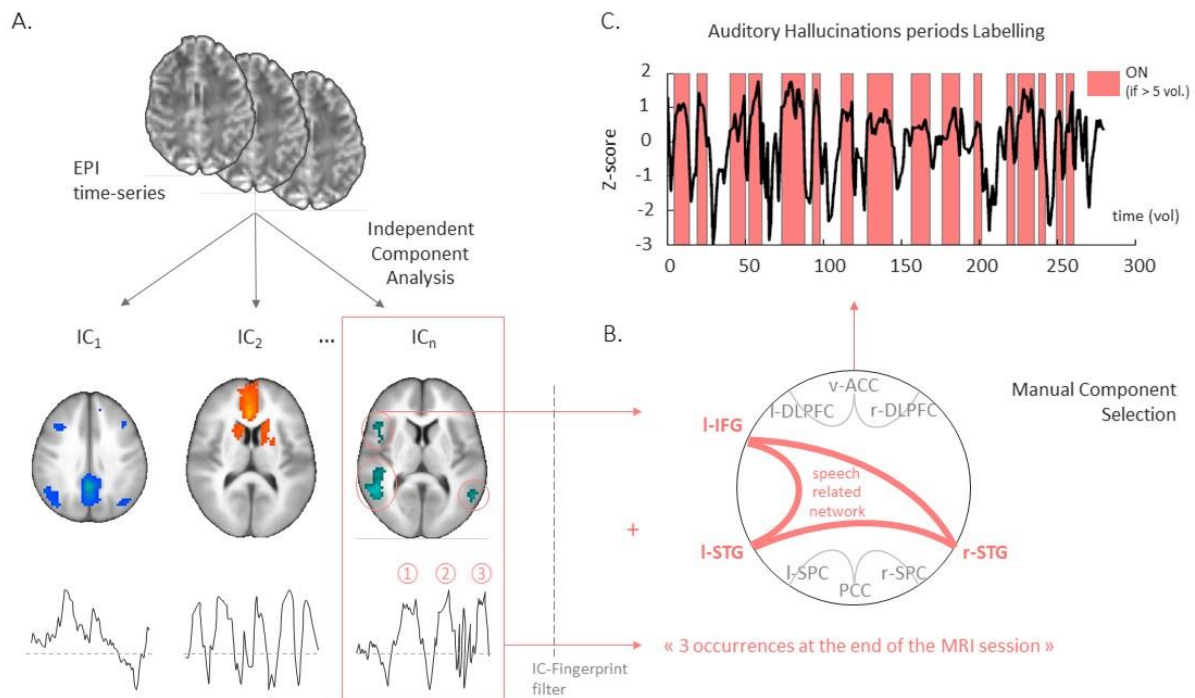 A.
EPI
time-series
Independent
Component
Analysis
IC1
IC2
...
ICn
① ② ③
IC-Fingerprint
filter
C.
Auditory Hallucinations periods Labelling
ON
(if > 5 vol.)
Z-score
2
1
0
-1
-2
-3
time (vol)
0 50 100 150 200 250 300
B.
Manual Component
Selection
v-ACC
l-DLPFC r-DLPFC
l-IFG
speech
related
network
+
l-STG r-STG
l-SPC r-SPC
PCC
« 3 occurrences at the end of the MRI session »